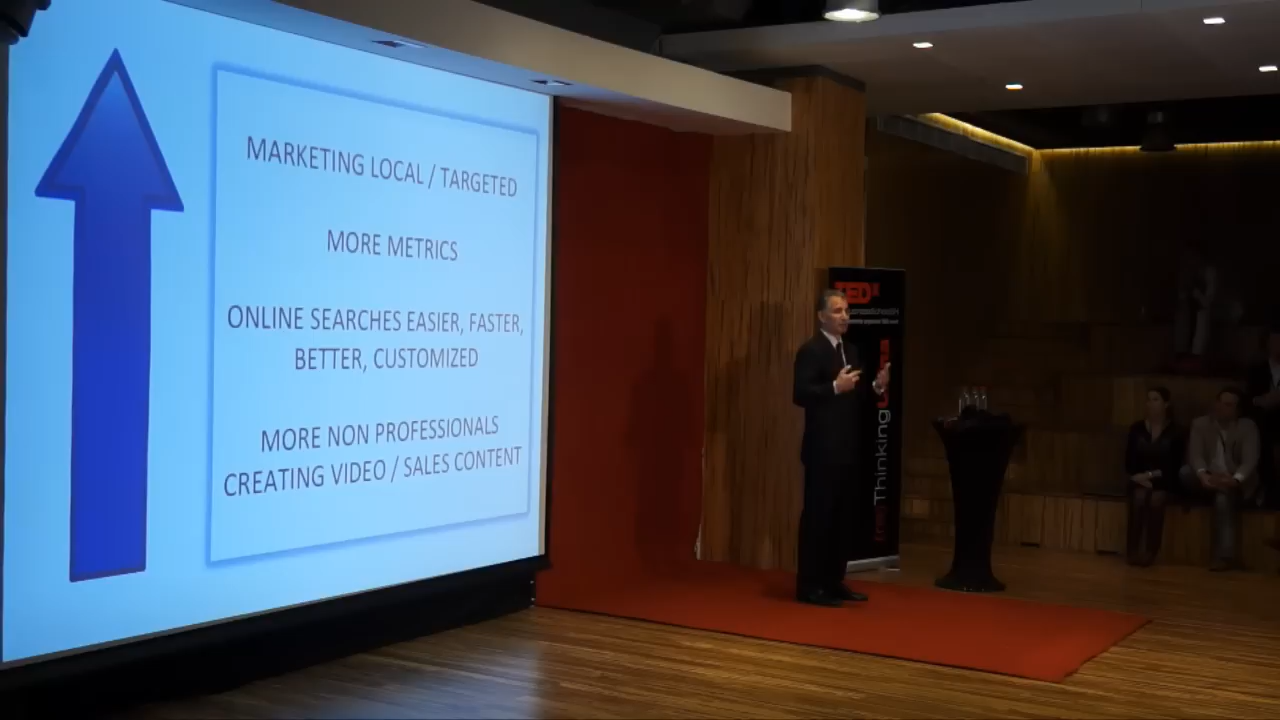 MARKETING LOCAL / TARGETED
MORE METRICS
ONLINE SEARCHES EASIER, FASTER,
BETTER, CUSTOMIZED
MORE NON PROFESSIONALS
CREATING VIDEO / SALES CONTENT
TEDx
Thinking